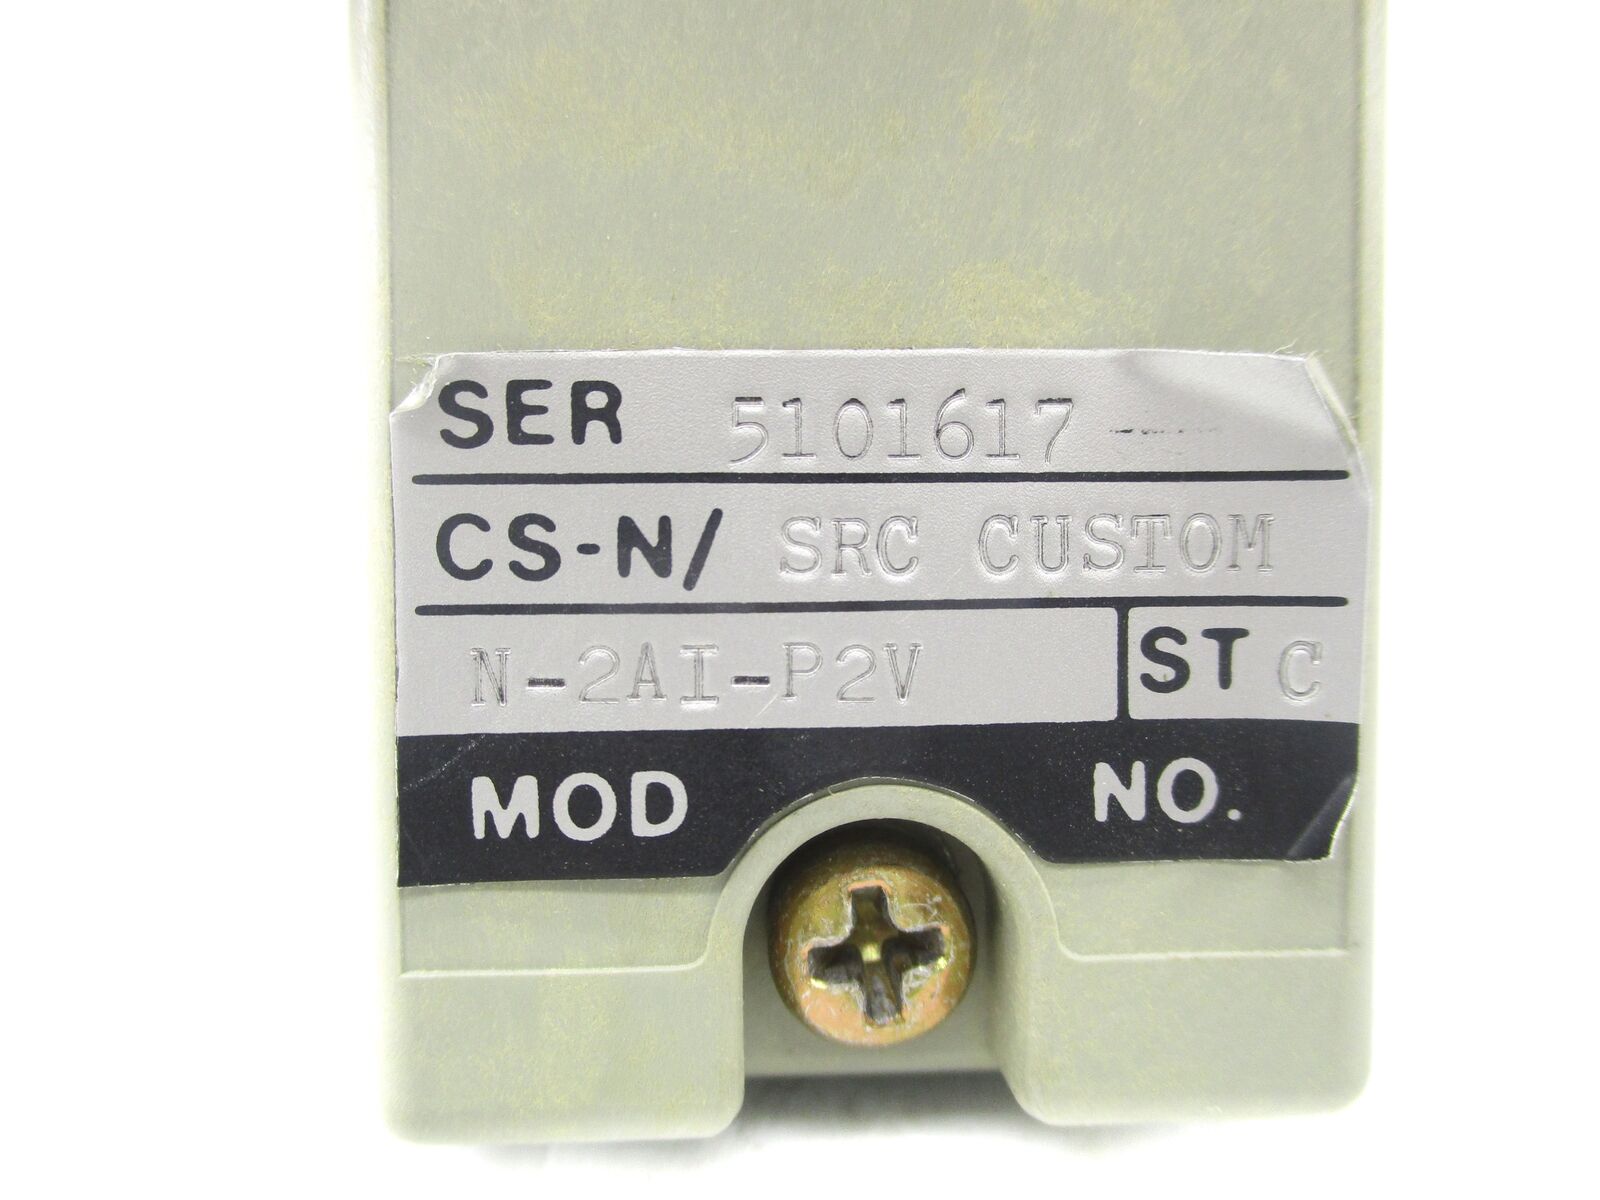 SER 5101617
CS-N/ SRC CUSTOM
N-2AI-P2V ST C
MOD NO.